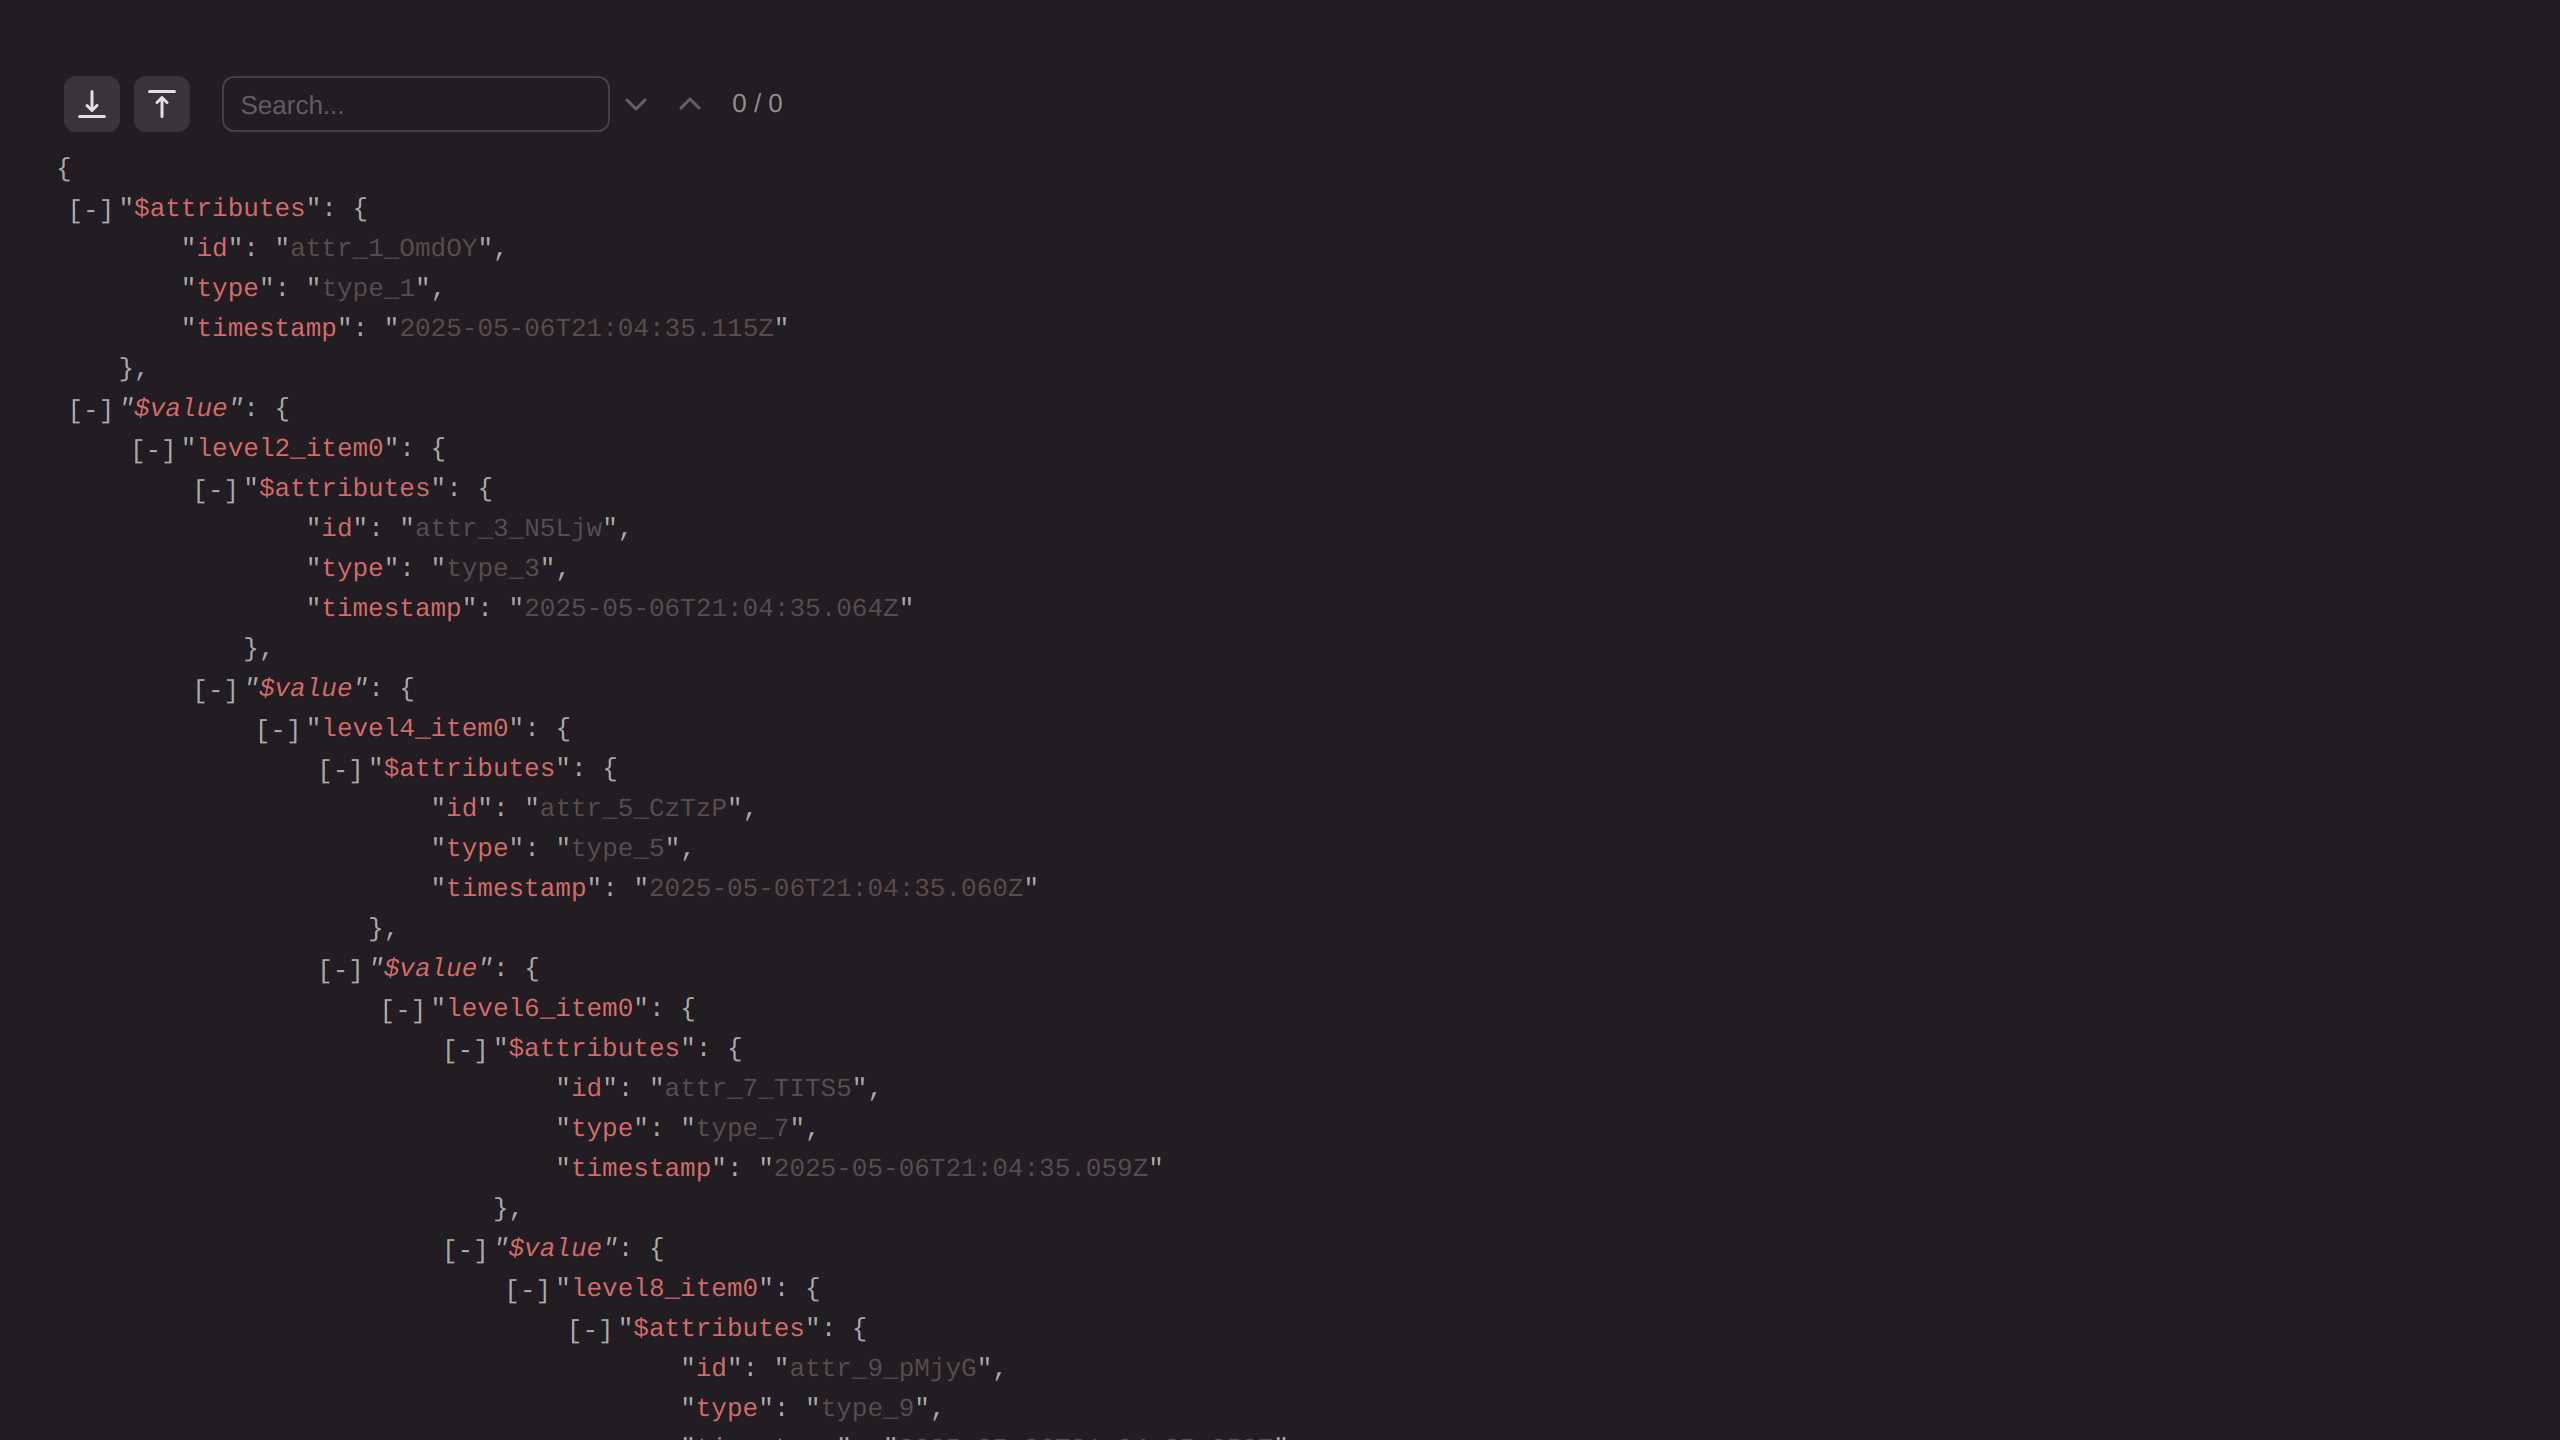 Search... 0 / 0
{
[-]"$attributes": {
"id": "attr_1_OmdOY",
"type": "type_1",
"timestamp": "2025-05-06T21:04:35.115Z"
},
[-]"$value": {
[-]"level2_item0": {
[-]"$attributes": {
"id": "attr_3_N5Ljw",
"type": "type_3",
"timestamp": "2025-05-06T21:04:35.064Z"
},
[-]"$value": {
[-]"level4_item0": {
[-]"$attributes": {
"id": "attr_5_CzTzP",
"type": "type_5",
"timestamp": "2025-05-06T21:04:35.060Z"
},
[-]"$value": {
[-]"level6_item0": {
[-]"$attributes": {
"id": "attr_7_TITS5",
"type": "type_7",
"timestamp": "2025-05-06T21:04:35.059Z"
},
[-]"$value": {
[-]"level8_item0": {
[-]"$attributes": {
"id": "attr_9_pMjyG",
"type": "type_9",